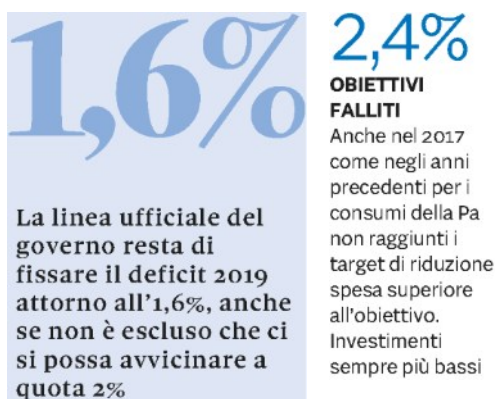 1,6%
La linea ufficiale del
governo resta di
fissare il deficit 2019
attorno all'1,6%, anche
se non è escluso che ci
si possa avvicinare a
quota 2%
2,4%
OBIETTIVI
FALLITI
Anche nel 2017
come negli anni
precedenti per i
consumi della Pa
non raggiunti i
target di riduzione
spesa superiore
all'obiettivo.
Investimenti
sempre più bassi